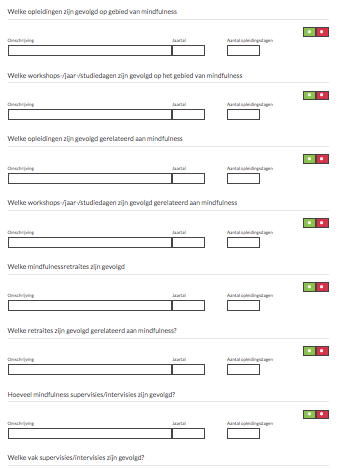 Welke opleidingen zijn gevolgd op gebied van mindfulness
Omschrijving Jaartal Aantal opleidingsdagen
Welke workshops-/jaar-/studiedagen zijn gevolgd op het gebied van mindfulness
Omschrijving Jaartal Aantal opleidingsdagen
Welke opleidingen zijn gevolgd gerelateerd aan mindfulness
Omschrijving Jaartal Aantal opleidingsdagen
Welke workshops-/jaar-/studiedagen zijn gevolgd gerelateerd aan mindfulness
Omschrijving Jaartal Aantal opleidingsdagen
Welke mindfulnessretraites zijn gevolgd
Omschrijving Jaartal Aantal opleidingsdagen
Welke retraites zijn gevolgd gerelateerd aan mindfulness?
Omschrijving Jaartal Aantal opleidingsdagen
Hoeveel mindfulness supervisies/intervisies zijn gevolgd?
Omschrijving Jaartal Aantal opleidingsdagen
Welke vak supervisies/intervisies zijn gevolgd?